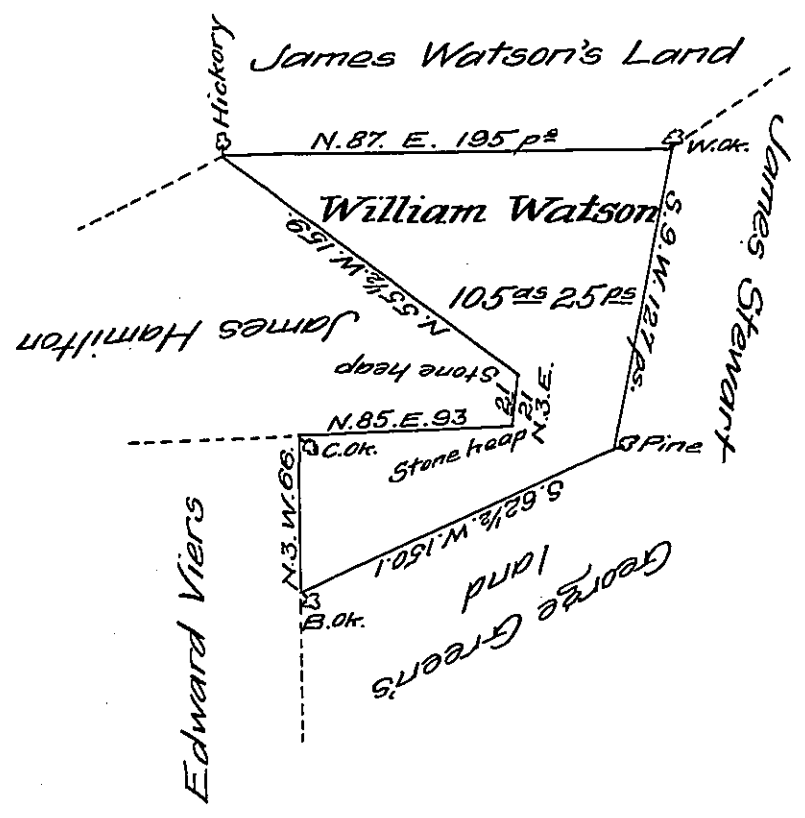 Hickory
James Watson's Land
N. 87. E. 195 ps
W. ok.
William Watson
105 as 25 ps
N. 55½. W. 159.
S. 9. W. 127 ps.
James Stewart
James Hamilton
Stone heap
21
21
N. 3. E.
N. 85. E. 93
C. ok.
Stone heap
Pine
N. 3. W. 66.
S. 62½. W. 150.1
B. ok.
George Green's
land
Edward Viers